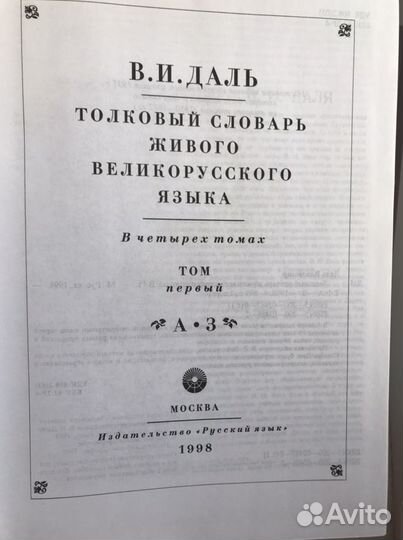 В.И.ДАЛЬ
ТОЛКОВЫЙ СЛОВАРЬ
ЖИВОГО
ВЕЛИКОРУССКОГО
ЯЗЫКА
В четырех томах
ТОМ
первый
А • З
МОСКВА
Издательство «Русский язык»
1998
Avito